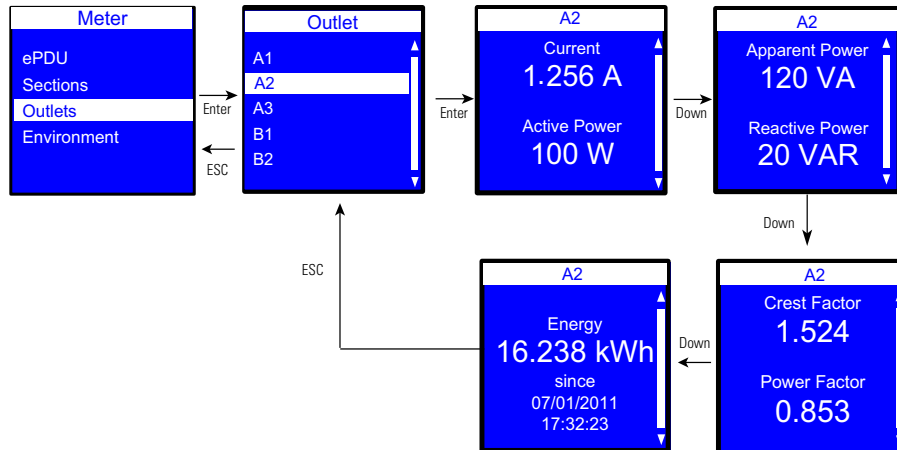 Meter
ePDU
Sections
Outlets
Environment
Enter
ESC
Outlet
A1
A2
A3
B1
B2
Enter
A2
Current
1.256 A
Active Power
100 W
Down
A2
Apparent Power
120 VA
Reactive Power
20 VAR
Down
A2
Crest Factor
1.524
Power Factor
0.853
Down
A2
Energy
16.238 kWh
since
07/01/2011
17:32:23
ESC